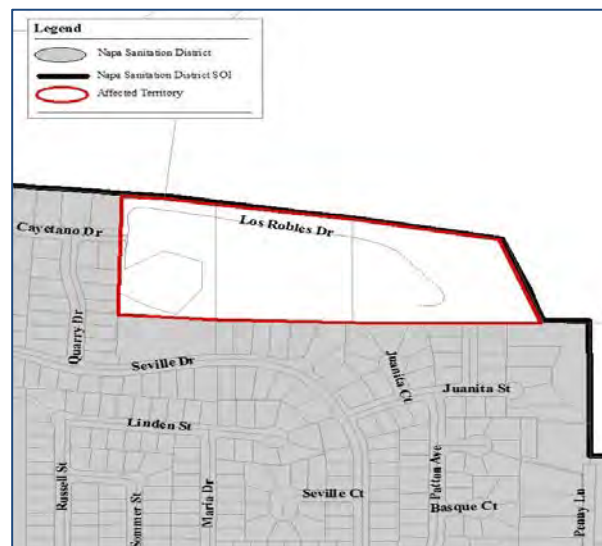 Legend
Napa Sanitation District
Napa Sanitation District SOI
Affected Territory
Los Robles Dr
Cayetano Dr
Quarry Dr
Seville Dr
Juanita Ct
Juanita St
Linden St
Russell St
Sommer St
Maria Dr
Seville Ct
Patton Ave
Basque Ct
Penny Ln